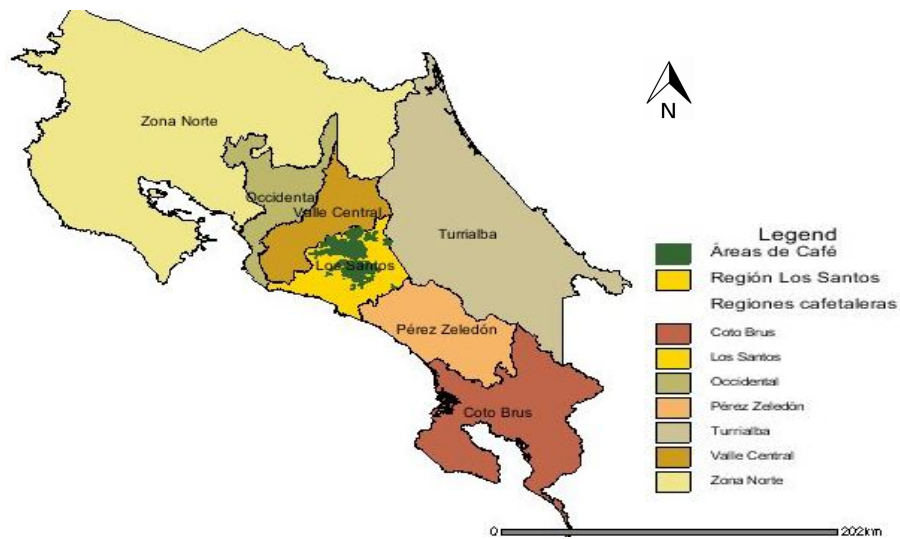 N
Zona Norte
Occidental
Valle Central
Turrialba
Los Santos
Pérez Zeledón
Coto Brus
Legend
Áreas de Café
Región Los Santos
Regiones cafetaleras
Coto Brus
Los Santos
Occidental
Pérez Zeledón
Turrialba
Valle Central
Zona Norte
0 202km